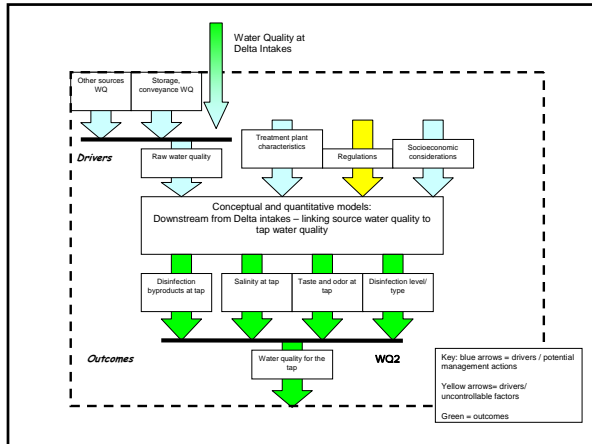 Water Quality at
Delta Intakes
Other sources
WQ
Storage,
conveyance WQ
Drivers
Raw water quality
Treatment plant
characteristics
Regulations
Socioeconomic
considerations
Conceptual and quantitative models:
Downstream from Delta intakes – linking source water quality to
tap water quality
Disinfection
byproducts at tap
Salinity at tap
Taste and odor at
tap
Disinfection level/
type
Outcomes
WQ2
Water quality for the
tap
Key: blue arrows = drivers / potential
management actions
Yellow arrows= drivers/
uncontrollable factors
Green = outcomes